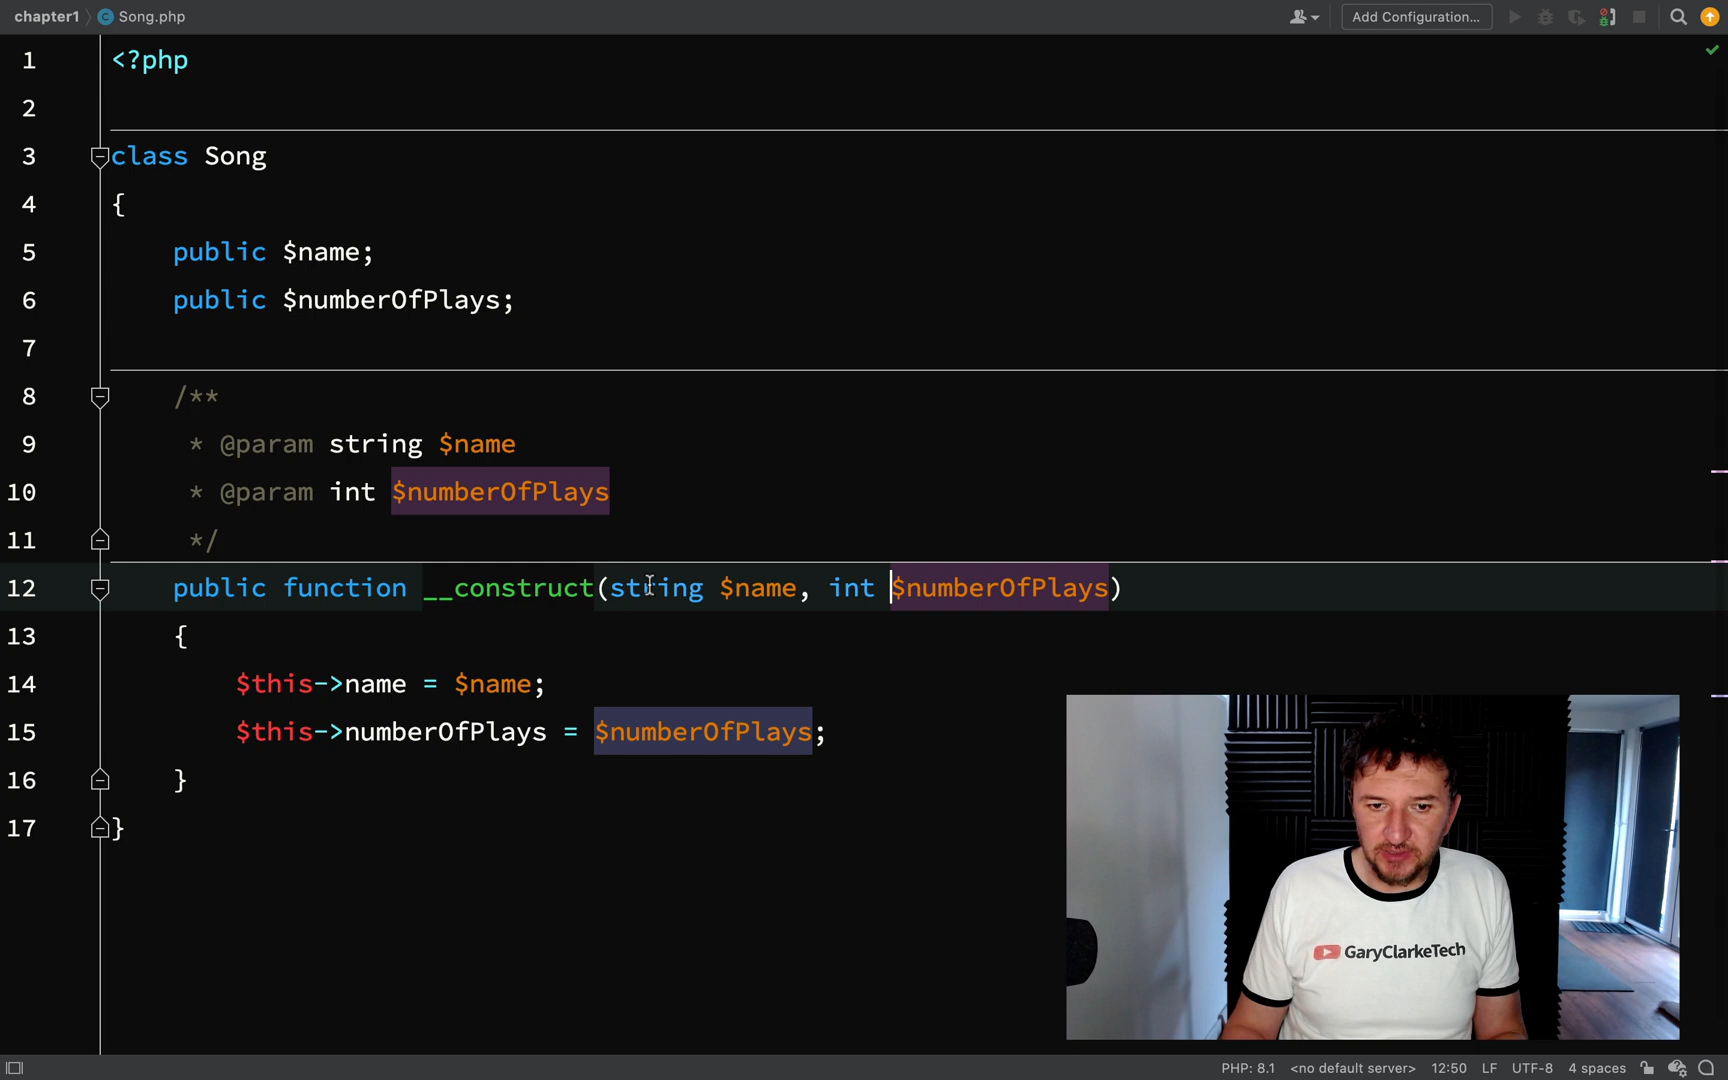 chapter1 Song.php Add Configuration...
1 <?php
2
3 class Song
4 {
5 public $name;
6 public $numberOfPlays;
7
8 /**
9 * @param string $name
10 * @param int $numberOfPlays
11 */
12 public function __construct(string $name, int $numberOfPlays)
13 {
14 $this->name = $name;
15 $this->numberOfPlays = $numberOfPlays;
16 }
17 }
GaryClarkeTech
PHP: 8.1 <no default server> 12:50 LF UTF-8 4 spaces